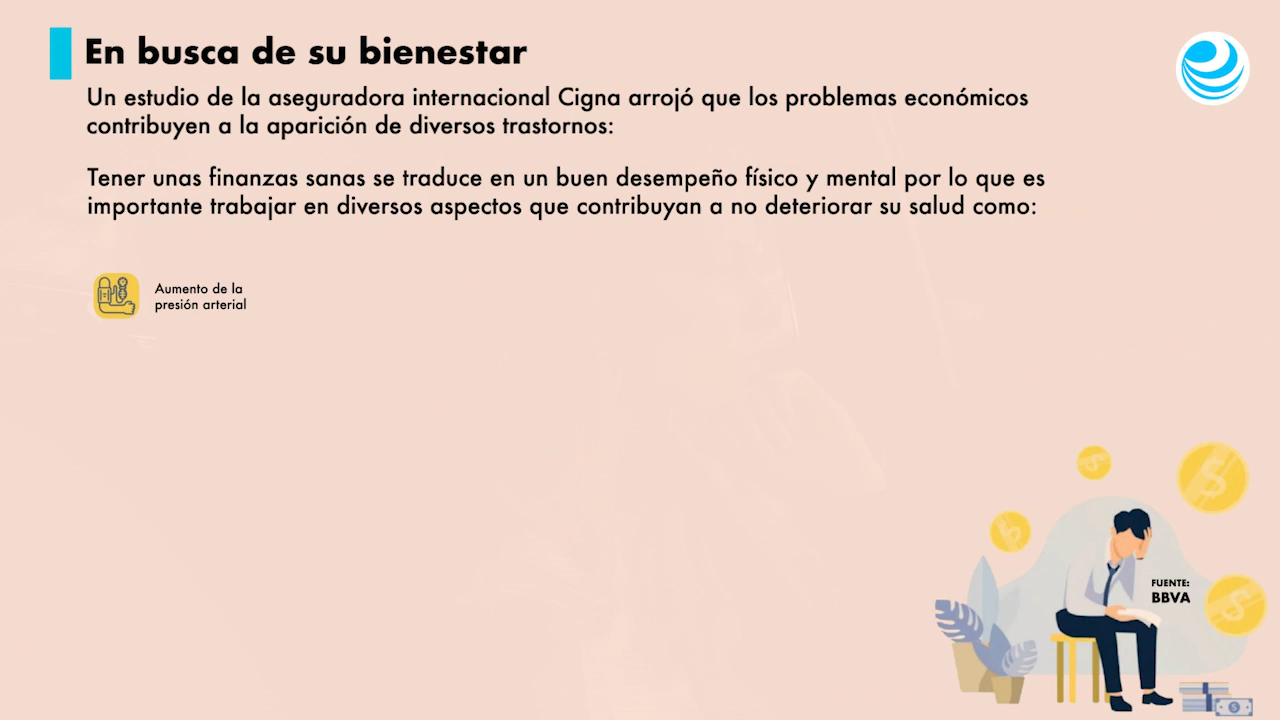 En busca de su bienestar
Un estudio de la aseguradora internacional Cigna arrojó que los problemas económicos
contribuyen a la aparición de diversos trastornos:
Tener unas finanzas sanas se traduce en un buen desempeño físico y mental por lo que es
importante trabajar en diversos aspectos que contribuyan a no deteriorar su salud como:
Aumento de la
presión arterial
FUENTE:
BBVA